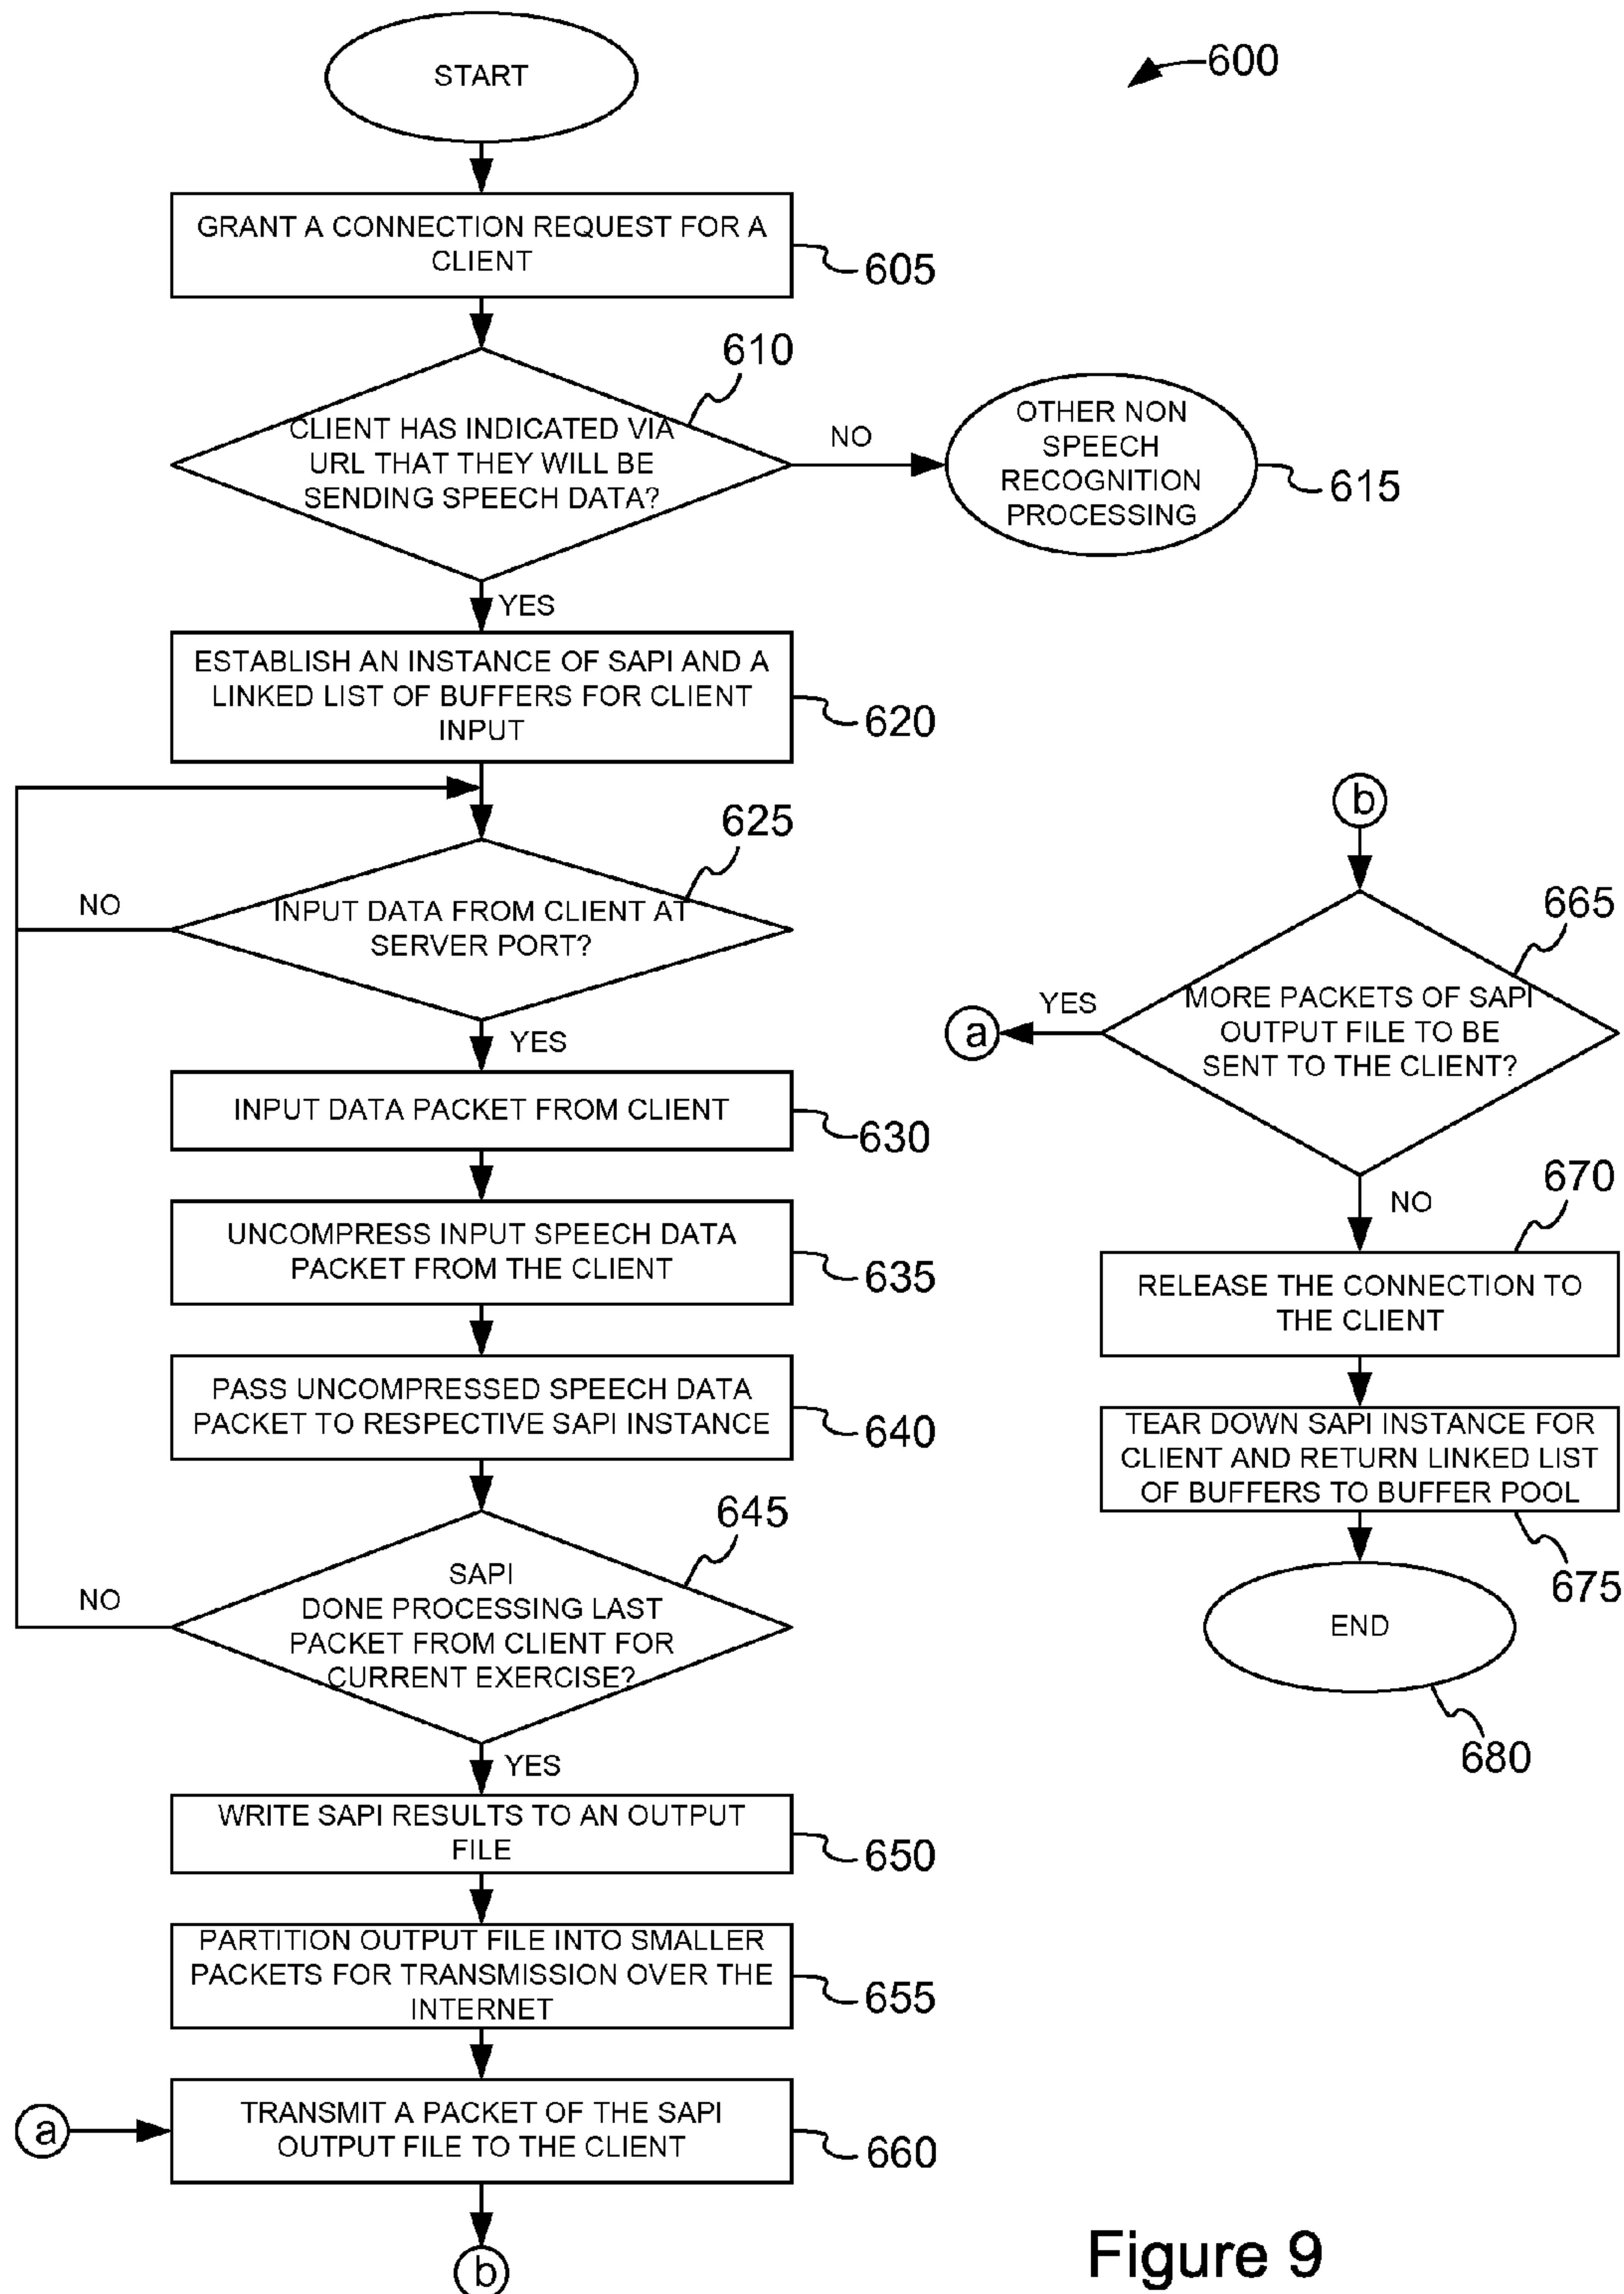 START
600
GRANT A CONNECTION REQUEST FOR A
CLIENT
605
610
CLIENT HAS INDICATED VIA
URL THAT THEY WILL BE
SENDING SPEECH DATA?
NO
OTHER NON
SPEECH
RECOGNITION
PROCESSING
615
YES
ESTABLISH AN INSTANCE OF SAPI AND A
LINKED LIST OF BUFFERS FOR CLIENT
INPUT
620
625
NO
INPUT DATA FROM CLIENT AT
SERVER PORT?
YES
INPUT DATA PACKET FROM CLIENT
630
UNCOMPRESS INPUT SPEECH DATA
PACKET FROM THE CLIENT
635
PASS UNCOMPRESSED SPEECH DATA
PACKET TO RESPECTIVE SAPI INSTANCE
640
645
NO
SAPI
DONE PROCESSING LAST
PACKET FROM CLIENT FOR
CURRENT EXERCISE?
YES
WRITE SAPI RESULTS TO AN OUTPUT
FILE
650
PARTITION OUTPUT FILE INTO SMALLER
PACKETS FOR TRANSMISSION OVER THE
INTERNET
655
a
TRANSMIT A PACKET OF THE SAPI
OUTPUT FILE TO THE CLIENT
660
b
b
665
MORE PACKETS OF SAPI
OUTPUT FILE TO BE
SENT TO THE CLIENT?
YES
a
NO
670
RELEASE THE CONNECTION TO
THE CLIENT
TEAR DOWN SAPI INSTANCE FOR
CLIENT AND RETURN LINKED LIST
OF BUFFERS TO BUFFER POOL
675
END
680
Figure 9